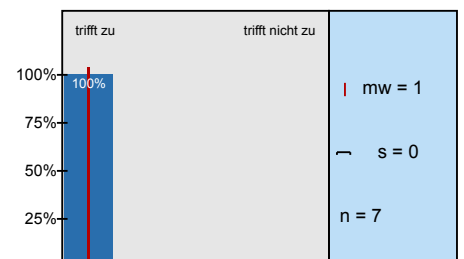 trifft zu trifft nicht zu
100%
100%
mw = 1
75%
50%
s = 0
25%
n = 7